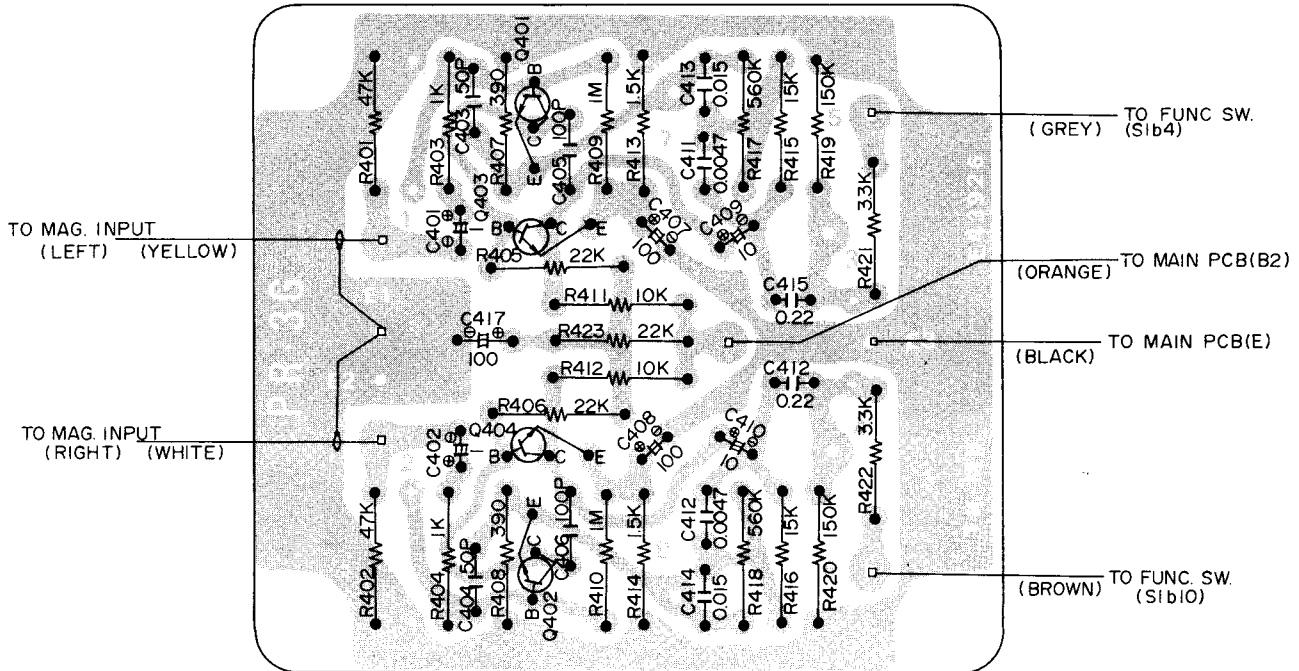 Q401
47K
1K
50P
390
B
C
E
100P
1M
1.5K
C413
0.015
560K
15K
150K
R401
R403
C403
R407
C405
R409
R413
C411
0.0047
R417
R415
R419
TO FUNC SW.
(GREY) (S1b4)
33K
R421
TO MAG. INPUT
(LEFT) (YELLOW)
C401
1
Q403
B
C
E
C407
100
C409
10
R405 22K
TO MAIN PCB(B2)
(ORANGE)
R411 10K
C415
0.22
C417
100
R423 22K
TO MAIN PCB(E)
(BLACK)
R412 10K
C412
0.22
PR-36
R406 22K
TO MAG. INPUT
(RIGHT) (WHITE)
C402
1
Q404
B
C
E
C408
100
C410
10
33K
R422
47K
1K
50P
390
E
C
B
100P
1M
1.5K
C412
0.0047
560K
15K
150K
R402
R404
C404
R408
Q402
C406
R410
R414
C414
0.015
R418
R416
R420
TO FUNC. SW.
(BROWN) (S1b10)